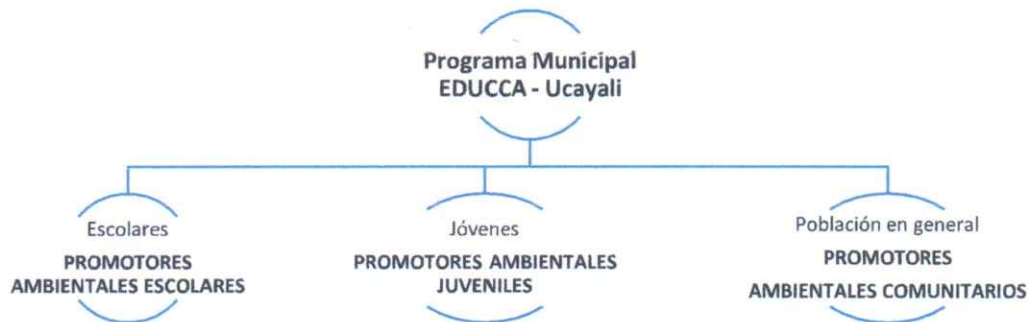 Programa Municipal
EDUCCA - Ucayali
Escolares
PROMOTORES
AMBIENTALES ESCOLARES
Jóvenes
PROMOTORES AMBIENTALES
JUVENILES
Población en general
PROMOTORES
AMBIENTALES COMUNITARIOS